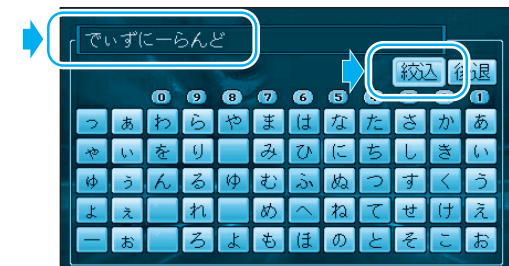 でぃずにーらんど
絞込 後退
0 9 8 7 6 5 1
っ ぁ わ ら や ま は な た さ か あ
ゃ ぃ を り み ひ に ち し き い
ゅ ぅ ん る ゆ む ふ ぬ つ す く う
ょ ぇ れ め へ ね て せ け え
ー ぉ ろ よ も ほ の と そ こ お